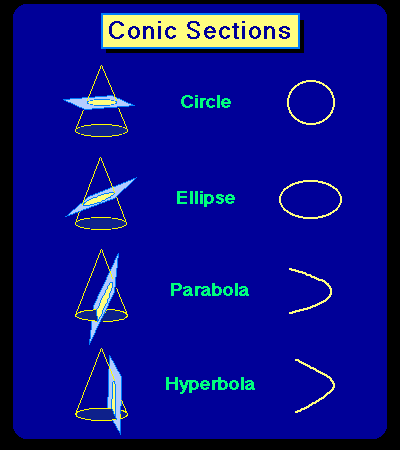 Conic Sections
Circle
Ellipse
Parabola
Hyperbola